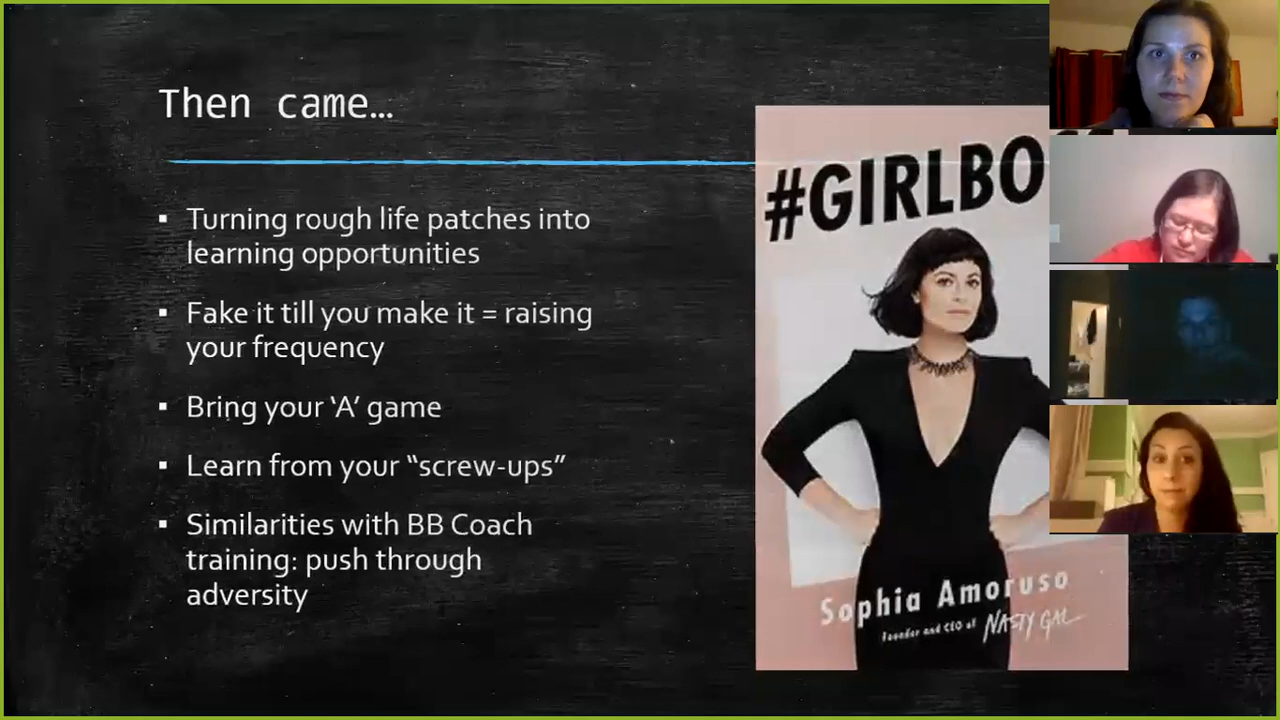 Then came…
▪ Turning rough life patches into
learning opportunities
▪ Fake it till you make it = raising
your frequency
▪ Bring your ‘A’ game
▪ Learn from your “screw-ups”
▪ Similarities with BB Coach
training: push through
adversity
#GIRLBO
Sophia Amoruso
Founder and CEO of NASTY GAL